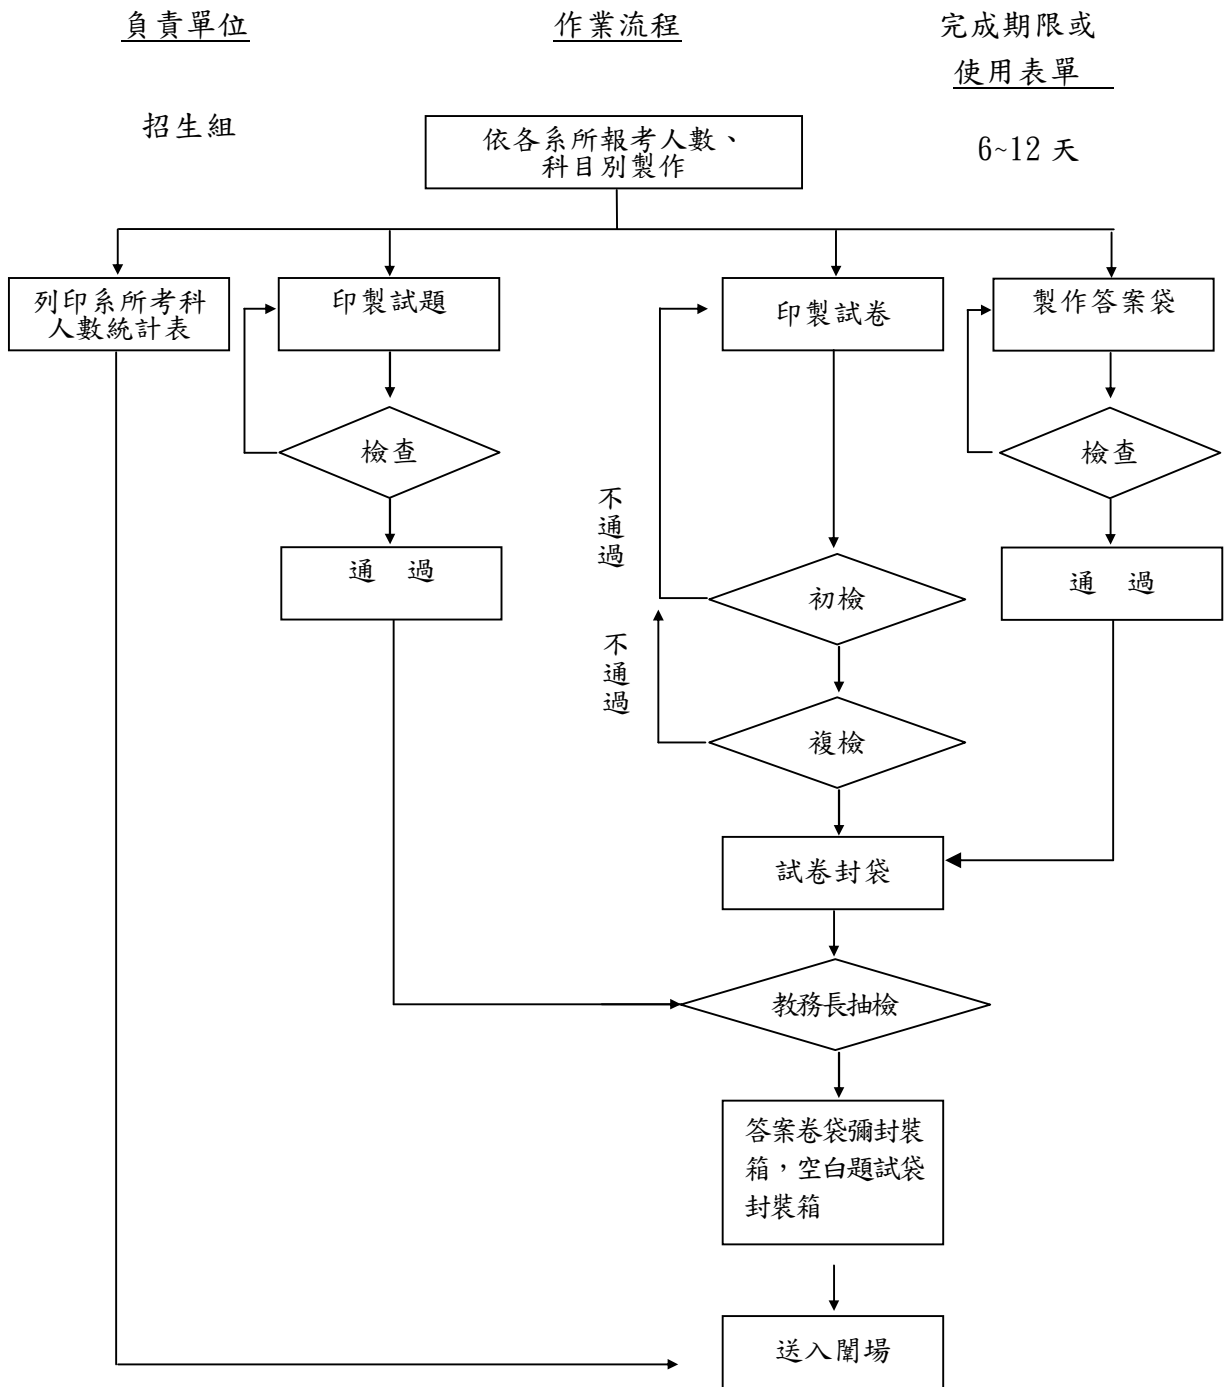 負責單位
作業流程
完成期限或
使用表單
招生組
依各系所報考人數、
科目別製作
6~12 天
列印系所考科
人數統計表
印製試題
印製試卷
製作答案袋
檢查
檢查
不通過
通 過
初檢
通 過
不通過
複檢
試卷封袋
教務長抽檢
答案卷袋彌封裝
箱，空白題試袋
封裝箱
送入闈場